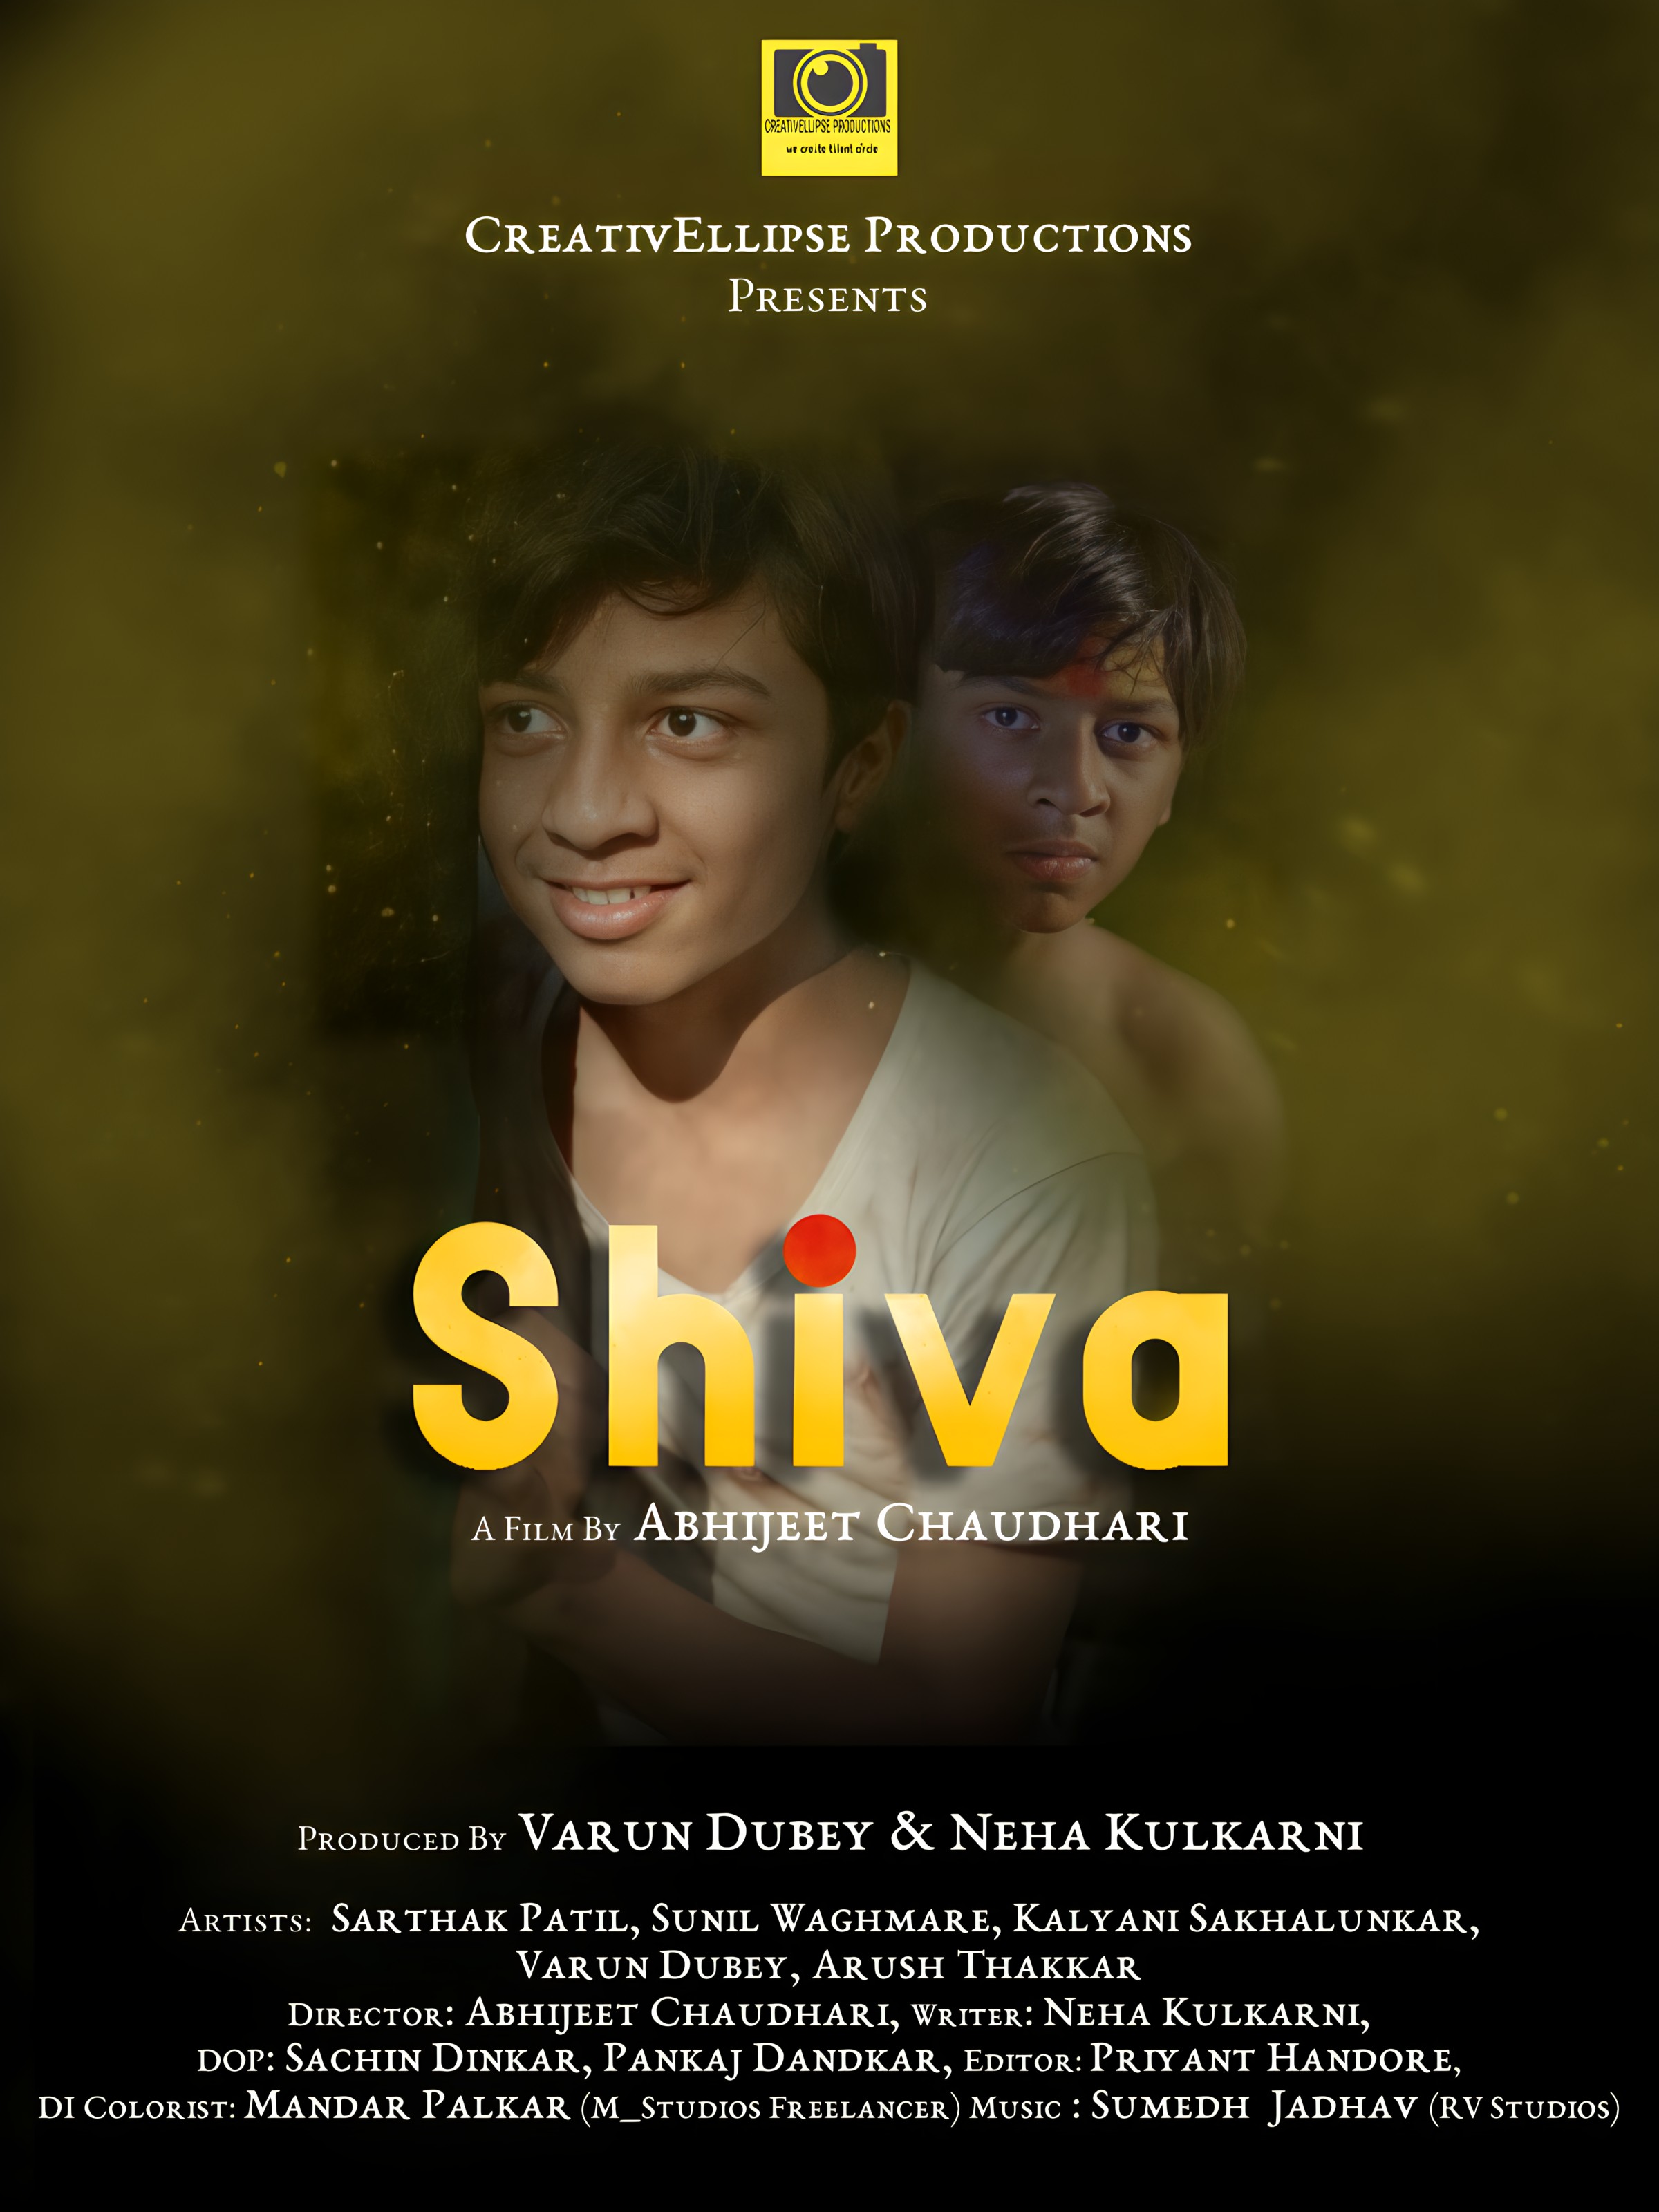 CREATIVELLIPSE PRODUCTIONS
we create tilent circle
CreativEllipse Productions
Presents
Shiva
A Film By Abhijeet Chaudhari
Produced By Varun Dubey & Neha Kulkarni
Artists: Sarthak Patil, Sunil Waghmare, Kalyani Sakhalunkar,
Varun Dubey, Arush Thakkar
Director: Abhijeet Chaudhari, Writer: Neha Kulkarni,
DOP: Sachin Dinkar, Pankaj Dandkar, Editor: Priyant Handore,
DI Colorist: Mandar Palkar (M_Studios Freelancer) Music : Sumedh Jadhav (RV Studios)